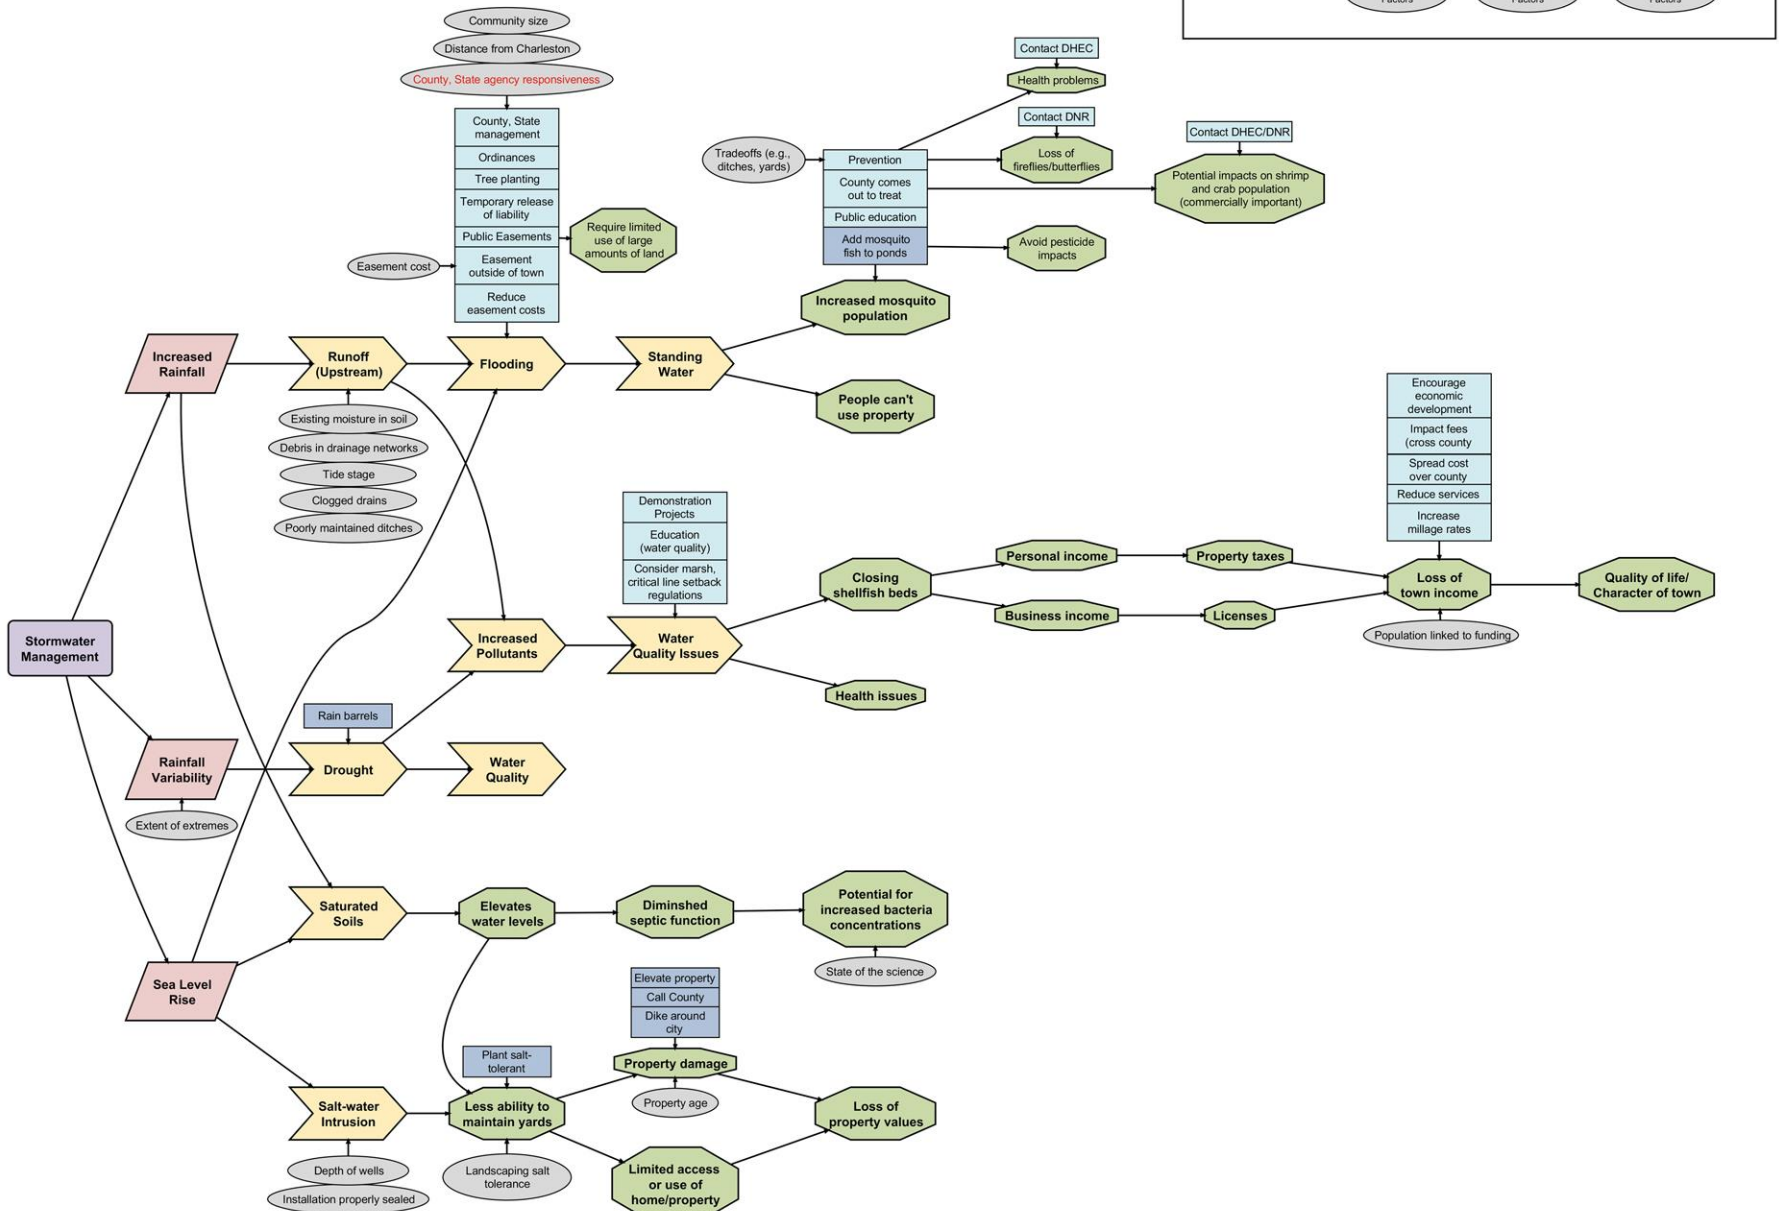 Factors
Factors
Factors
Community size
Distance from Charleston
County, State agency responsiveness
County, State
management
Ordinances
Tree planting
Temporary release
of liability
Public Easements
Easement
outside of town
Reduce
easement costs
Easement cost
Require limited
use of large
amounts of land
Contact DHEC
Health problems
Contact DNR
Loss of
fireflies/butterflies
Contact DHEC/DNR
Potential impacts on shrimp
and crab population
(commercially important)
Tradeoffs (e.g.,
ditches, yards)
Prevention
County comes
out to treat
Public education
Add mosquito
fish to ponds
Avoid pesticide
impacts
Increased mosquito
population
Increased
Rainfall
Runoff
(Upstream)
Flooding
Standing
Water
People can't
use property
Existing moisture in soil
Debris in drainage networks
Tide stage
Clogged drains
Poorly maintained ditches
Encourage
economic
development
Impact fees
(cross county
Spread cost
over county
Reduce services
Increase
millage rates
Demonstration
Projects
Education
(water quality)
Consider marsh,
critical line setback
regulations
Closing
shellfish beds
Personal income
Property taxes
Business income
Licenses
Loss of
town income
Quality of life/
Character of town
Population linked to funding
Stormwater
Management
Increased
Pollutants
Water
Quality Issues
Health issues
Rain barrels
Rainfall
Variability
Drought
Water
Quality
Extent of extremes
Saturated
Soils
Elevates
water levels
Diminshed
septic function
Potential for
increased bacteria
concentrations
State of the science
Sea Level
Rise
Elevate property
Call County
Dike around
city
Plant salt-
tolerant
Property damage
Property age
Salt-water
Intrusion
Less ability to
maintain yards
Loss of
property values
Depth of wells
Installation properly sealed
Landscaping salt
tolerance
Limited access
or use of
home/property